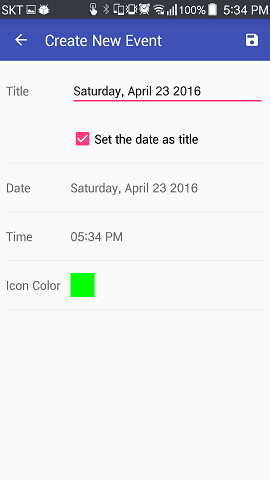 SKT 100% 5:34 PM
Create New Event
Title Saturday, April 23 2016
Set the date as title
Date Saturday, April 23 2016
Time 05:34 PM
Icon Color